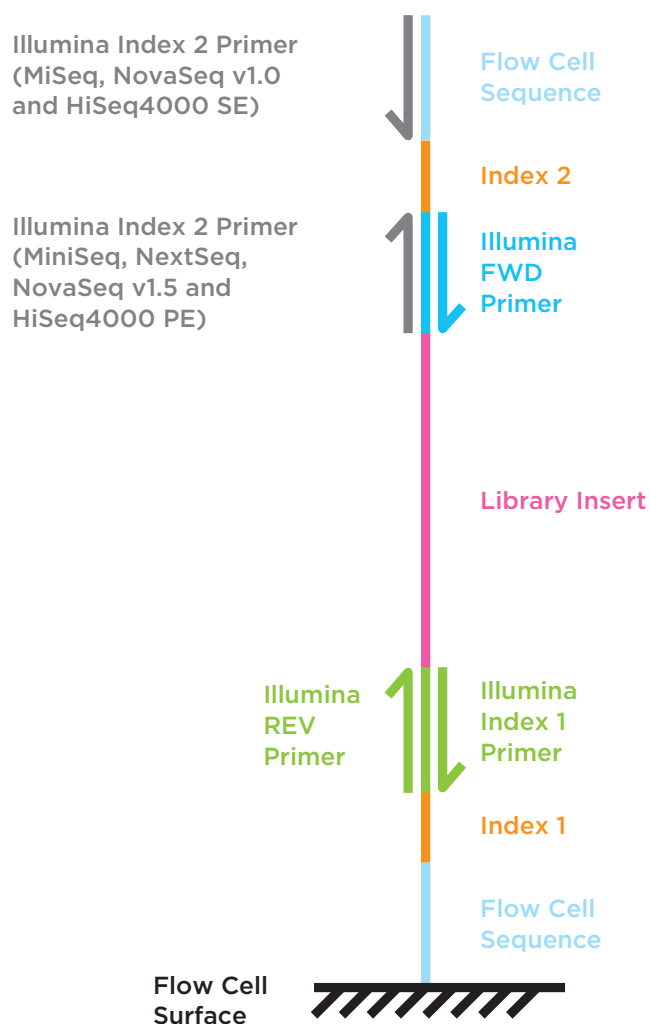 Illumina Index 2 Primer
(MiSeq, NovaSeq v1.0
and HiSeq4000 SE)
Flow Cell
Sequence
Index 2
Illumina Index 2 Primer
(MiniSeq, NextSeq,
NovaSeq v1.5 and
HiSeq4000 PE)
Illumina
FWD
Primer
Library Insert
Illumina
REV
Primer
Illumina
Index 1
Primer
Index 1
Flow Cell
Sequence
Flow Cell
Surface